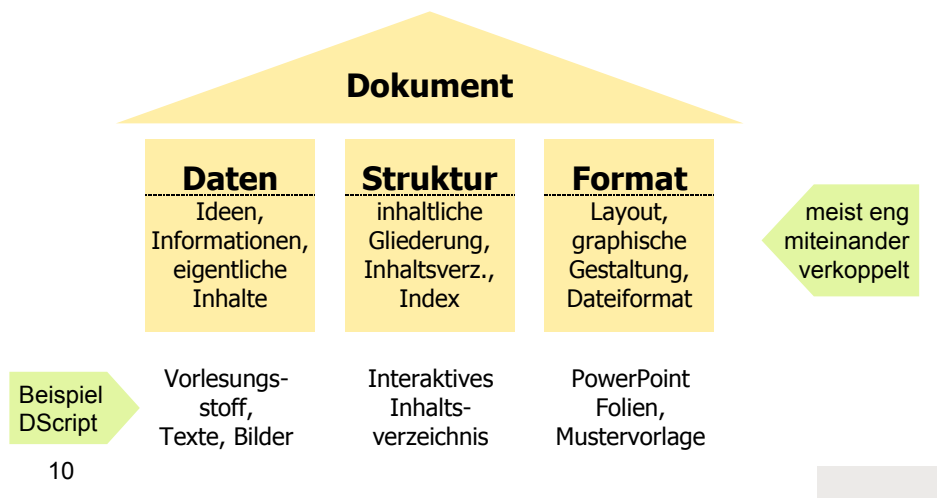 Dokument
Daten
Ideen,
Informationen,
eigentliche
Inhalte
Struktur
inhaltliche
Gliederung,
Inhaltsverz.,
Index
Format
Layout,
graphische
Gestaltung,
Dateiformat
meist eng
miteinander
verkoppelt
Beispiel
DScript
Vorlesungs-
stoff,
Texte, Bilder
Interaktives
Inhalts-
verzeichnis
PowerPoint
Folien,
Mustervorlage
10